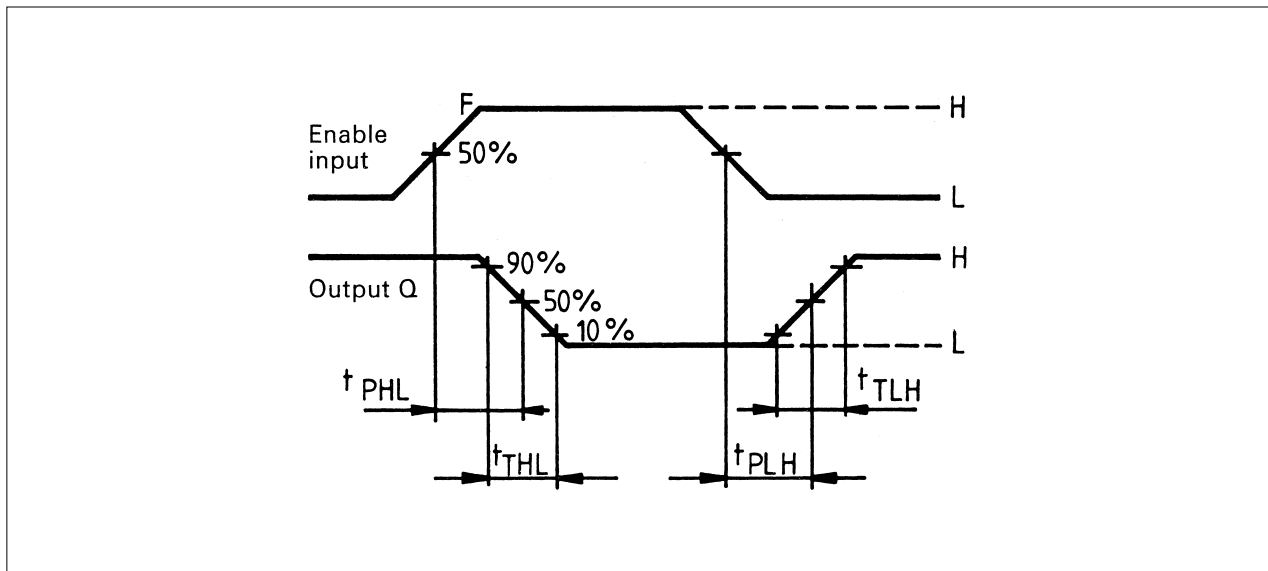 F
H
Enable
input
50%
L
H
90%
Output Q
50%
10%
L
t PHL
t TLH
t THL
t PLH